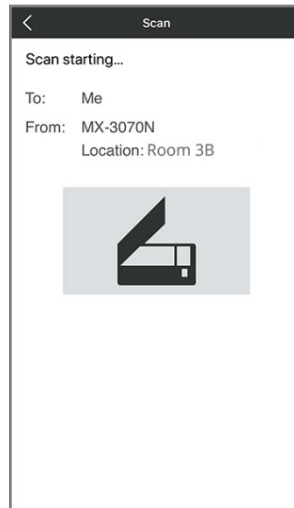 Scan
Scan starting...
To: Me
From: MX-3070N
Location: Room 3B